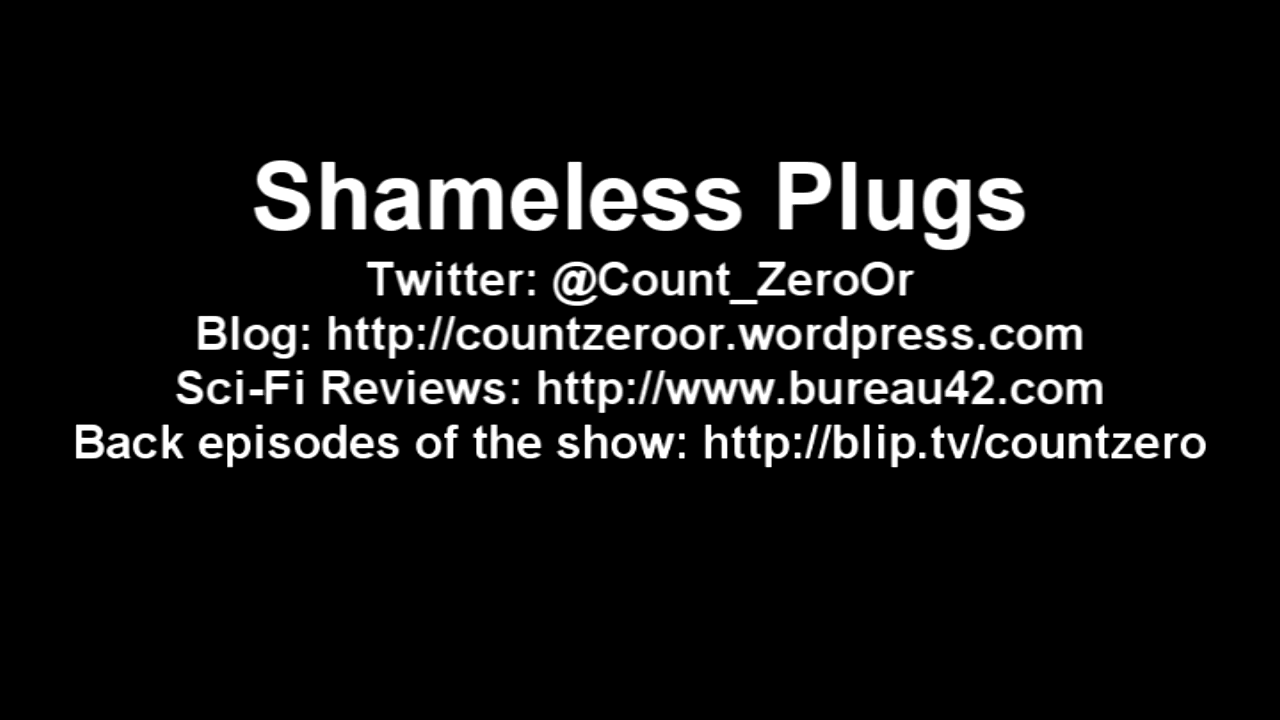 Shameless Plugs
Twitter: @Count_ZeroOr
Blog: http://countzeroor.wordpress.com
Sci-Fi Reviews: http://www.bureau42.com
Back episodes of the show: http://blip.tv/countzero